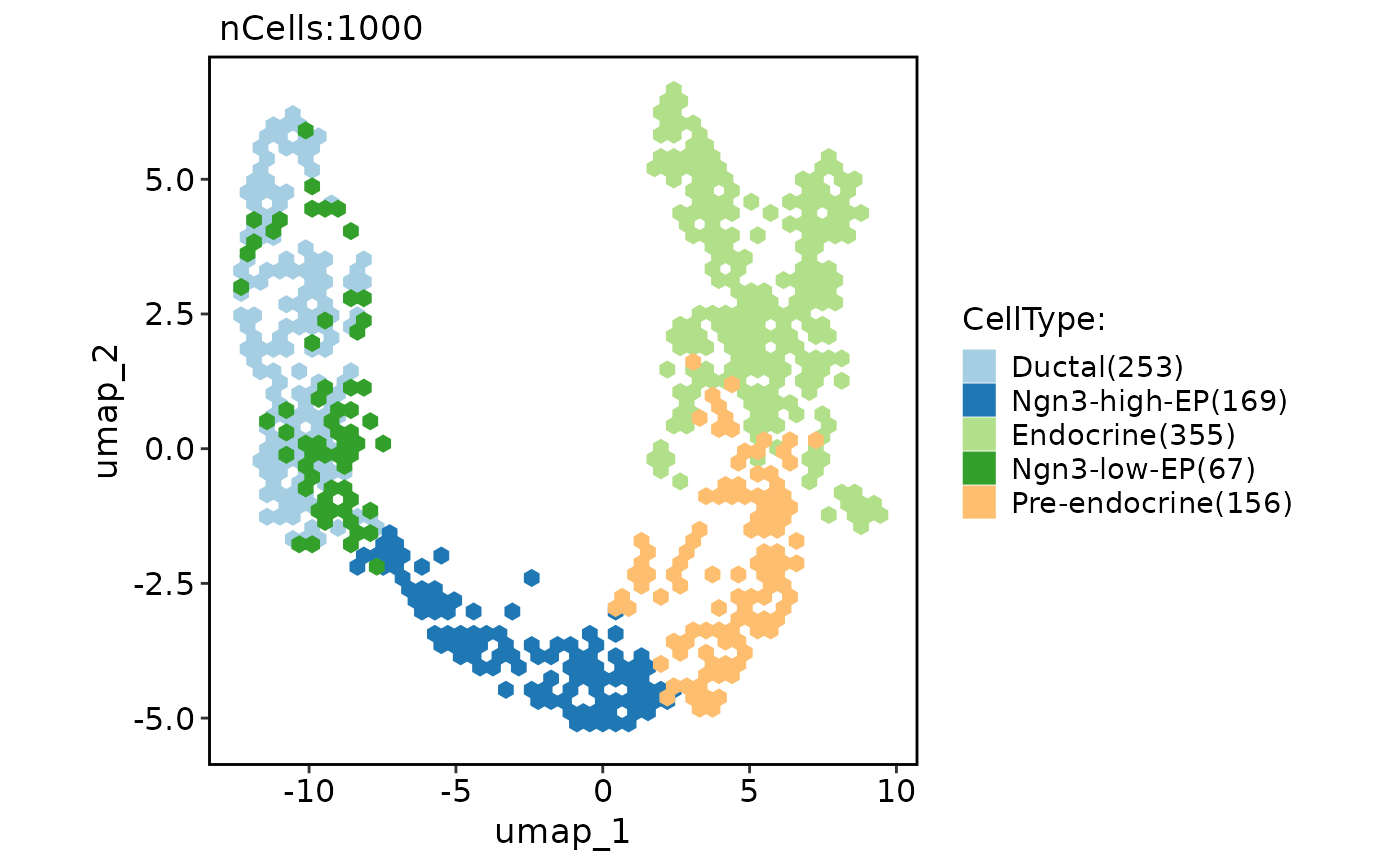 nCells:1000
5.0
2.5
0.0
-2.5
-5.0
umap_2
-10
-5
0
5
10
umap_1
CellType:
Ductal(253)
Ngn3-high-EP(169)
Endocrine(355)
Ngn3-low-EP(67)
Pre-endocrine(156)